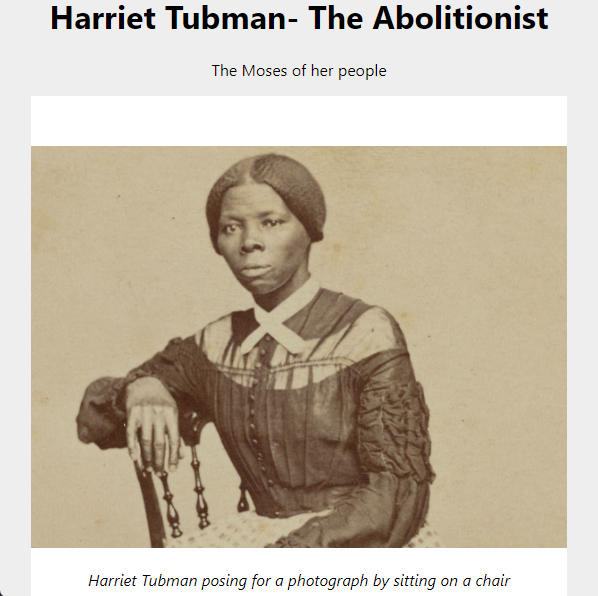 Harriet Tubman- The Abolitionist
The Moses of her people
Harriet Tubman posing for a photograph by sitting on a chair